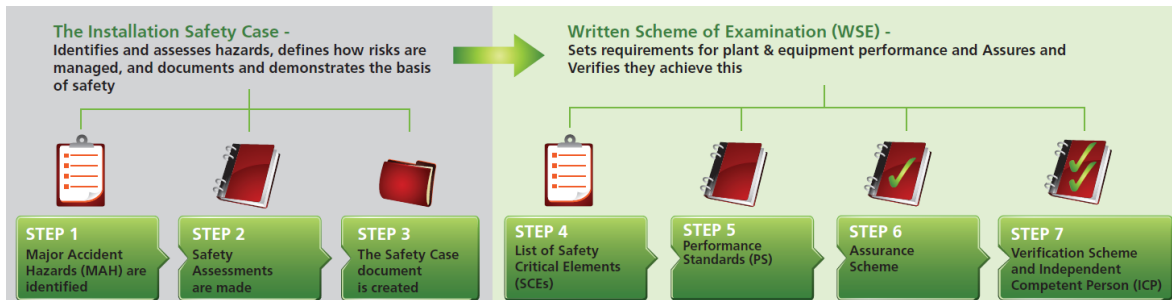 The Installation Safety Case -
Identifies and assesses hazards, defines how risks are
managed, and documents and demonstrates the basis
of safety
Written Scheme of Examination (WSE) -
Sets requirements for plant & equipment performance and Assures and
Verifies they achieve this
STEP 1
Major Accident
Hazards (MAH) are
identified
STEP 2
Safety
Assessments
are made
STEP 3
The Safety Case
document
is created
STEP 4
List of Safety
Critical Elements
(SCEs)
STEP 5
Performance
Standards (PS)
STEP 6
Assurance
Scheme
STEP 7
Verification Scheme
and Independent
Competent Person (ICP)